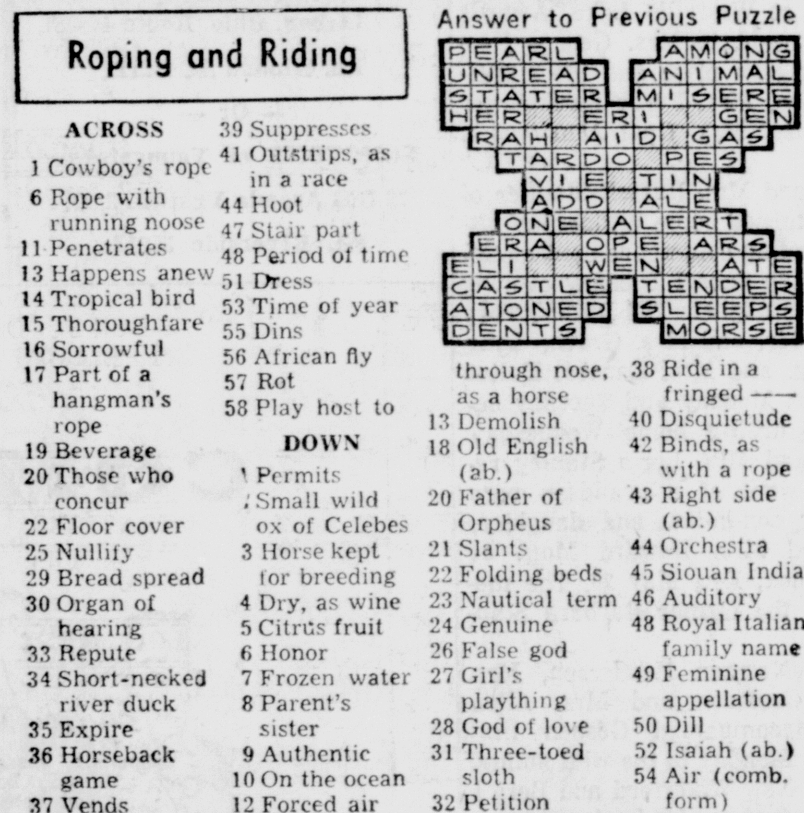 Roping and Riding
ACROSS
1 Cowboy's rope
6 Rope with
running noose
11 Penetrates
13 Happens anew
14 Tropical bird
15 Thoroughfare
16 Sorrowful
17 Part of a
hangman's
rope
19 Beverage
20 Those who
concur
22 Floor cover
25 Nullify
29 Bread spread
30 Organ of
hearing
33 Repute
34 Short-necked
river duck
35 Expire
36 Horseback
game
37 Vends
39 Suppresses
41 Outstrips, as
in a race
44 Hoot
47 Stair part
48 Period of time
51 Dress
53 Time of year
55 Dins
56 African fly
57 Rot
58 Play host to
DOWN
1 Permits
Small wild
ox of Celebes
3 Horse kept
for breeding
4 Dry, as wine
5 Citrus fruit
6 Honor
7 Frozen water
8 Parent's
sister
9 Authentic
10 On the ocean
12 Forced air
Answer to Previous Puzzle
PEARL AMONG
UNREAD ANIMAL
STATER MISERE
HER ERI GEN
RAH AID GAS
TARDO PES
VIE TIN
ADD ALE
ONE ALERT
ERA OPE ARS
ELI WEN ATE
CASTLE TENDER
ATONED SLEEPS
DENTS MORSE
through nose,
as a horse
13 Demolish
18 Old English
(ab.)
20 Father of
Orpheus
21 Slants
22 Folding beds
23 Nautical term
24 Genuine
26 False god
27 Girl's
plaything
28 God of love
31 Three-toed
sloth
32 Petition
38 Ride in a
fringed ——
40 Disquietude
42 Binds, as
with a rope
43 Right side
(ab.)
44 Orchestra
45 Siouan India
46 Auditory
48 Royal Italian
family name
49 Feminine
appellation
50 Dill
52 Isaiah (ab.)
54 Air (comb.
form)